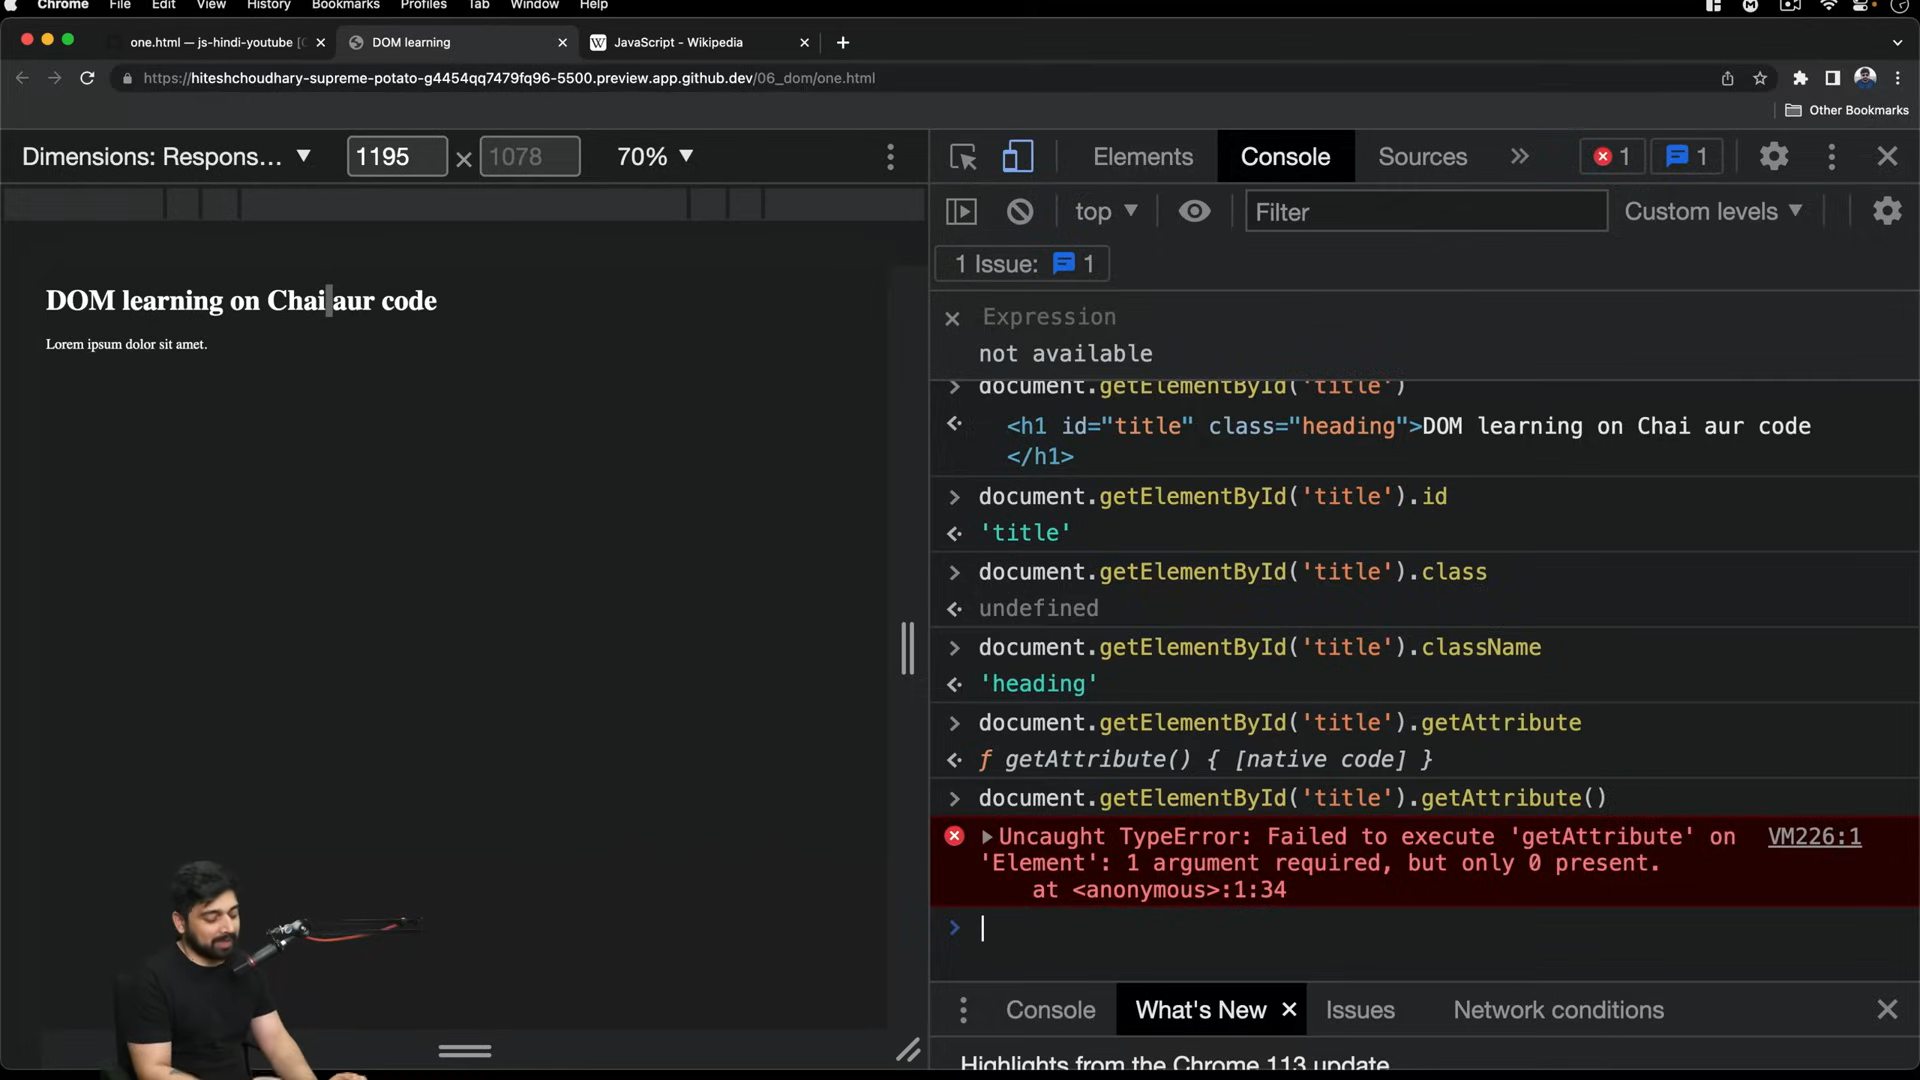 Chrome File Edit View History Bookmarks Profiles Tab Window Help
one.html — js-hindi-youtube [ DOM learning JavaScript - Wikipedia
https://hiteshchoudhary-supreme-potato-g4454qq7479fq96-5500.preview.app.github.dev/06_dom/one.html
Other Bookmarks
Dimensions: Respons... ▼ 1195 × 1078 70% ▼
Elements Console Sources » 1 1
top ▼ Filter Custom levels ▼
1 Issue: 1
DOM learning on Chai aur code
Lorem ipsum dolor sit amet.
Expression
not available
document.getElementById('title')
<h1 id="title" class="heading">DOM learning on Chai aur code
</h1>
document.getElementById('title').id
'title'
document.getElementById('title').class
undefined
document.getElementById('title').className
'heading'
document.getElementById('title').getAttribute
ƒ getAttribute() { [native code] }
document.getElementById('title').getAttribute()
Uncaught TypeError: Failed to execute 'getAttribute' on VM226:1
'Element': 1 argument required, but only 0 present.
at <anonymous>:1:34
Console What's New Issues Network conditions
Highlights from the Chrome 113 update